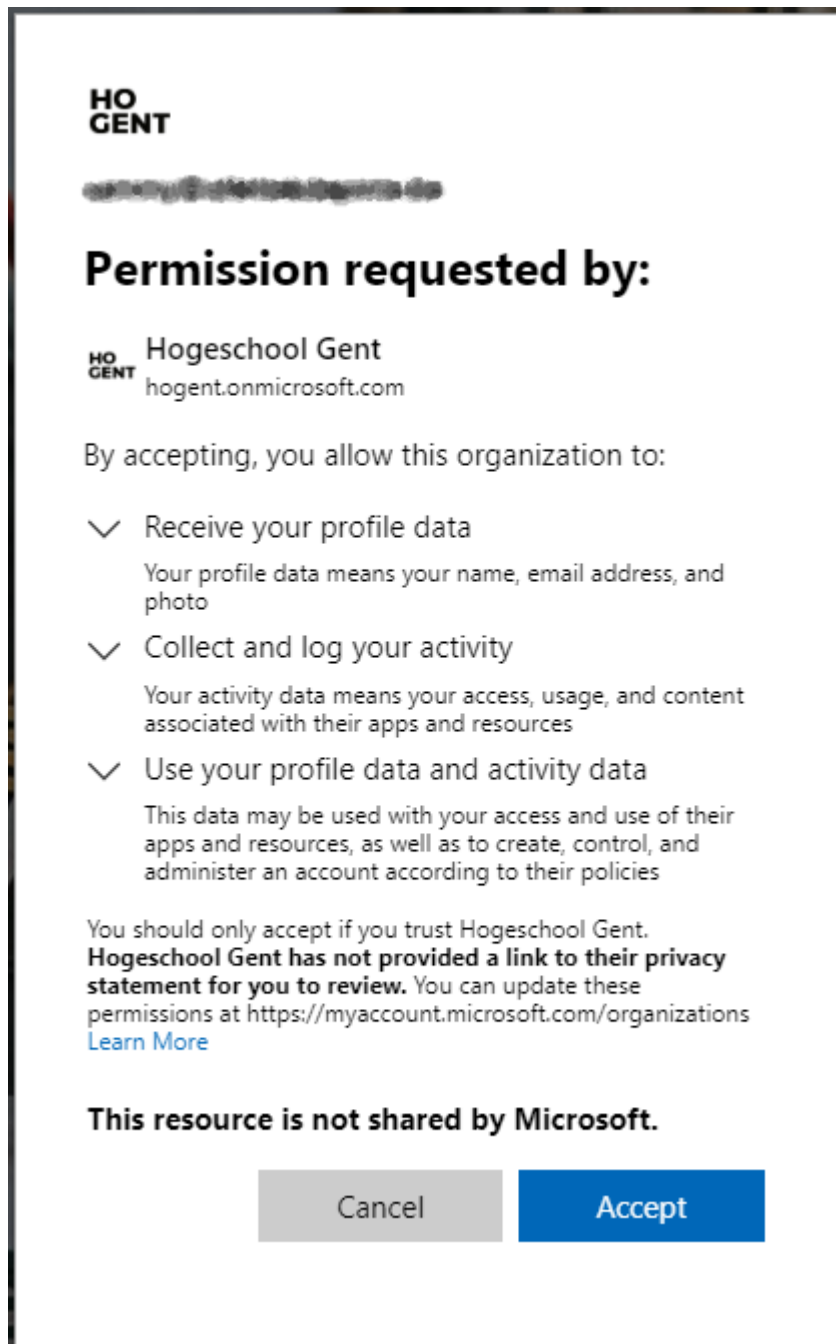 HO
GENT
Permission requested by:
HO
GENT
Hogeschool Gent
hogent.onmicrosoft.com
By accepting, you allow this organization to:
Receive your profile data
Your profile data means your name, email address, and
photo
Collect and log your activity
Your activity data means your access, usage, and content
associated with their apps and resources
Use your profile data and activity data
This data may be used with your access and use of their
apps and resources, as well as to create, control, and
administer an account according to their policies
You should only accept if you trust Hogeschool Gent.
Hogeschool Gent has not provided a link to their privacy
statement for you to review. You can update these
permissions at https://myaccount.microsoft.com/organizations
Learn More
This resource is not shared by Microsoft.
Cancel
Accept